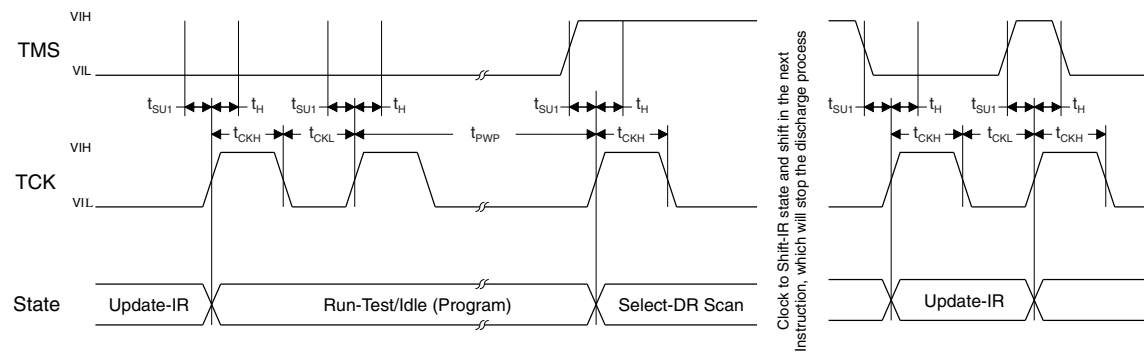 VIH
TMS
VIL
tSU1 tH tSU1 tH tSU1 tH tSU1 tH tSU1 tH
tCKH tCKL tPWP tCKH tCKH tCKL tCKH
VIH
TCK
VIL
State
Update-IR
Run-Test/Idle (Program)
Select-DR Scan
Clock to Shift-IR state and shift in the next
Instruction, which will stop the discharge process
Update-IR